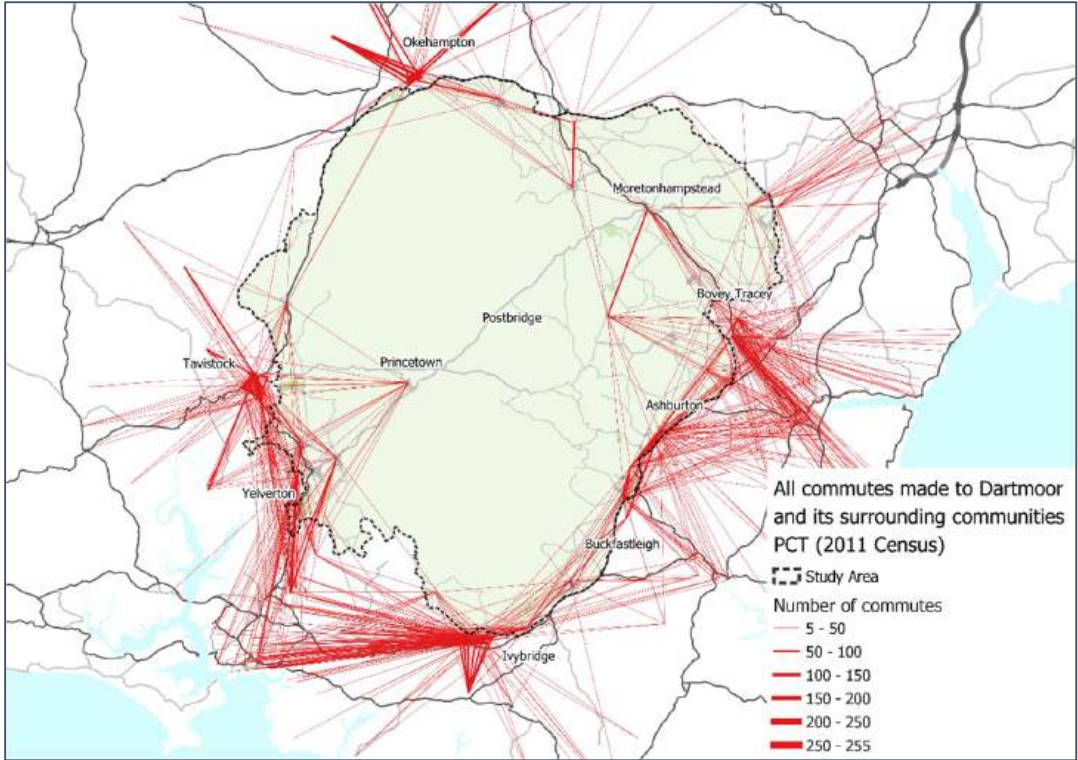 Okehampton
Moretonhampstead
Bovey Tracey
Postbridge
Tavistock
Princetown
Ashburton
Yelverton
Buckfastleigh
Ivybridge
All commutes made to Dartmoor
and its surrounding communities
PCT (2011 Census)
Study Area
Number of commutes
5 - 50
50 - 100
100 - 150
150 - 200
200 - 250
250 - 255